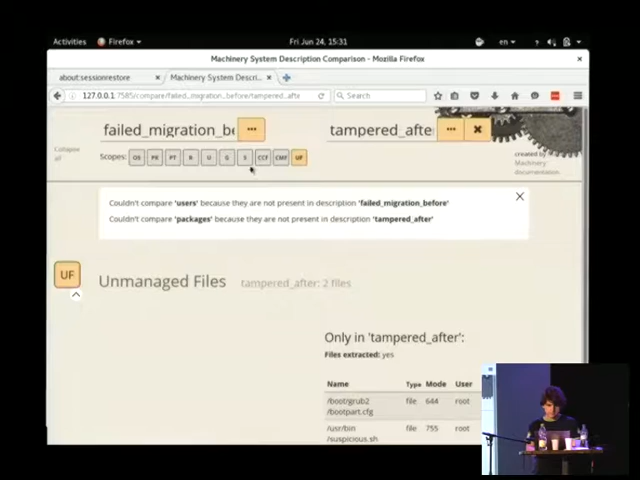 Activities Firefox Fri Jun 24, 15:31 en
Machinery System Description Comparison - Mozilla Firefox
about:sessionrestore × Machinery System Descri... ×
127.0.0.1:7585/compare/failed_migration_before/tampered_afte Search
Collapse all
failed_migration_be ... tampered_afte ...
Scopes: OS PR PT R U G S CCF CMF UF
created by
Machinery
documentation
Couldn't compare 'users' because they are not present in description 'failed_migration_before'
Couldn't compare 'packages' because they are not present in description 'tampered_after'
UF Unmanaged Files tampered_after: 2 files
Only in 'tampered_after':
Files extracted: yes
Name Type Mode User
/boot/grub2 file 644 root
/bootpart.cfg
/usr/bin file 755 root
/suspicious.sh